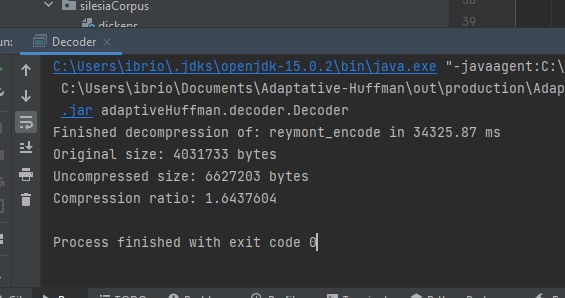 silesiaCorpus
dickens
38
39
un:
Decoder
C:\Users\ibrio\.jdks\openjdk-15.0.2\bin\java.exe "-javaagent:C:\
C:\Users\ibrio\Documents\Adaptative-Huffman\out\production\Adap
.jar adaptiveHuffman.decoder.Decoder
Finished decompression of: reymont_encode in 34325.87 ms
Original size: 4031733 bytes
Uncompressed size: 6627203 bytes
Compression ratio: 1.6437604
Process finished with exit code 0